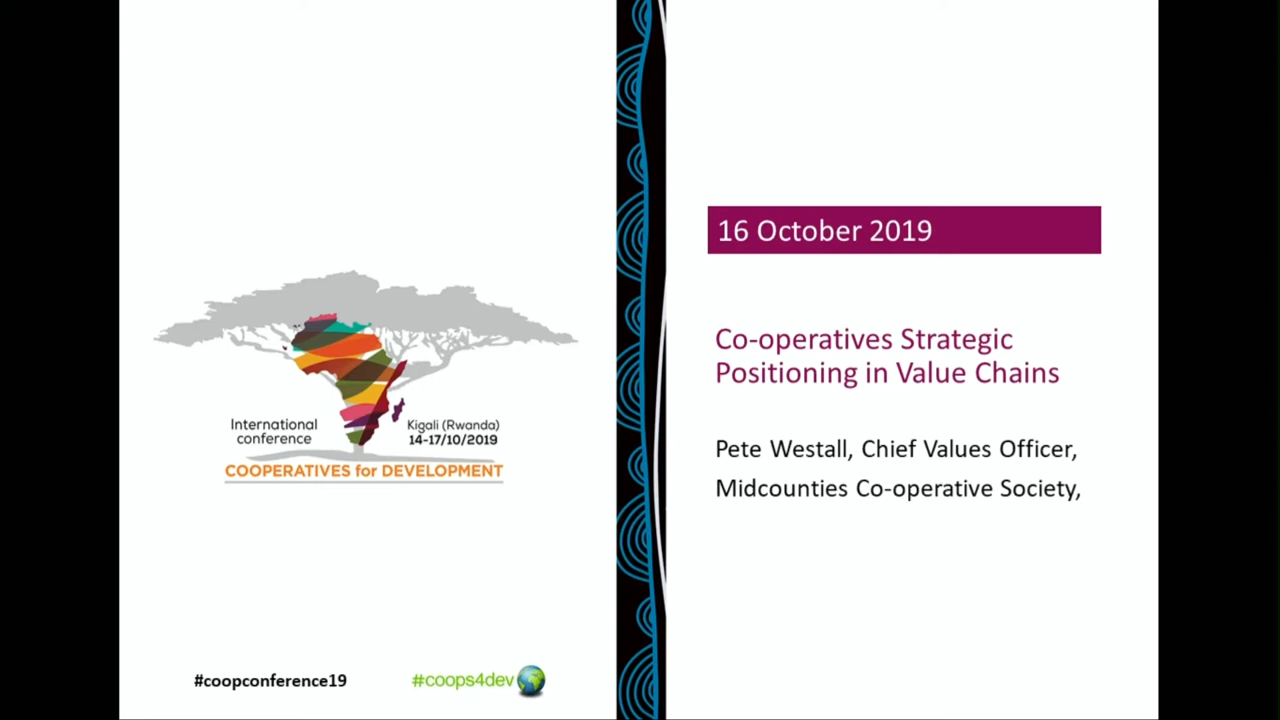 International
conference
Kigali (Rwanda)
14-17/10/2019
COOPERATIVES for DEVELOPMENT
#coopconference19
#coops4dev
16 October 2019
Co-operatives Strategic
Positioning in Value Chains
Pete Westall, Chief Values Officer,
Midcounties Co-operative Society,